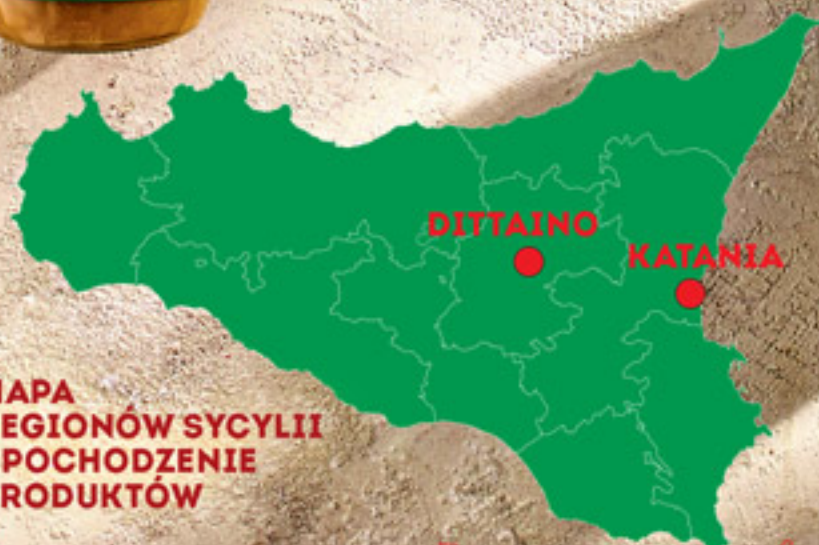 DITTAINO
KATANIA
APA
EGIONÓW SYCYLII
POCHODZENIE
RODUKTÓW